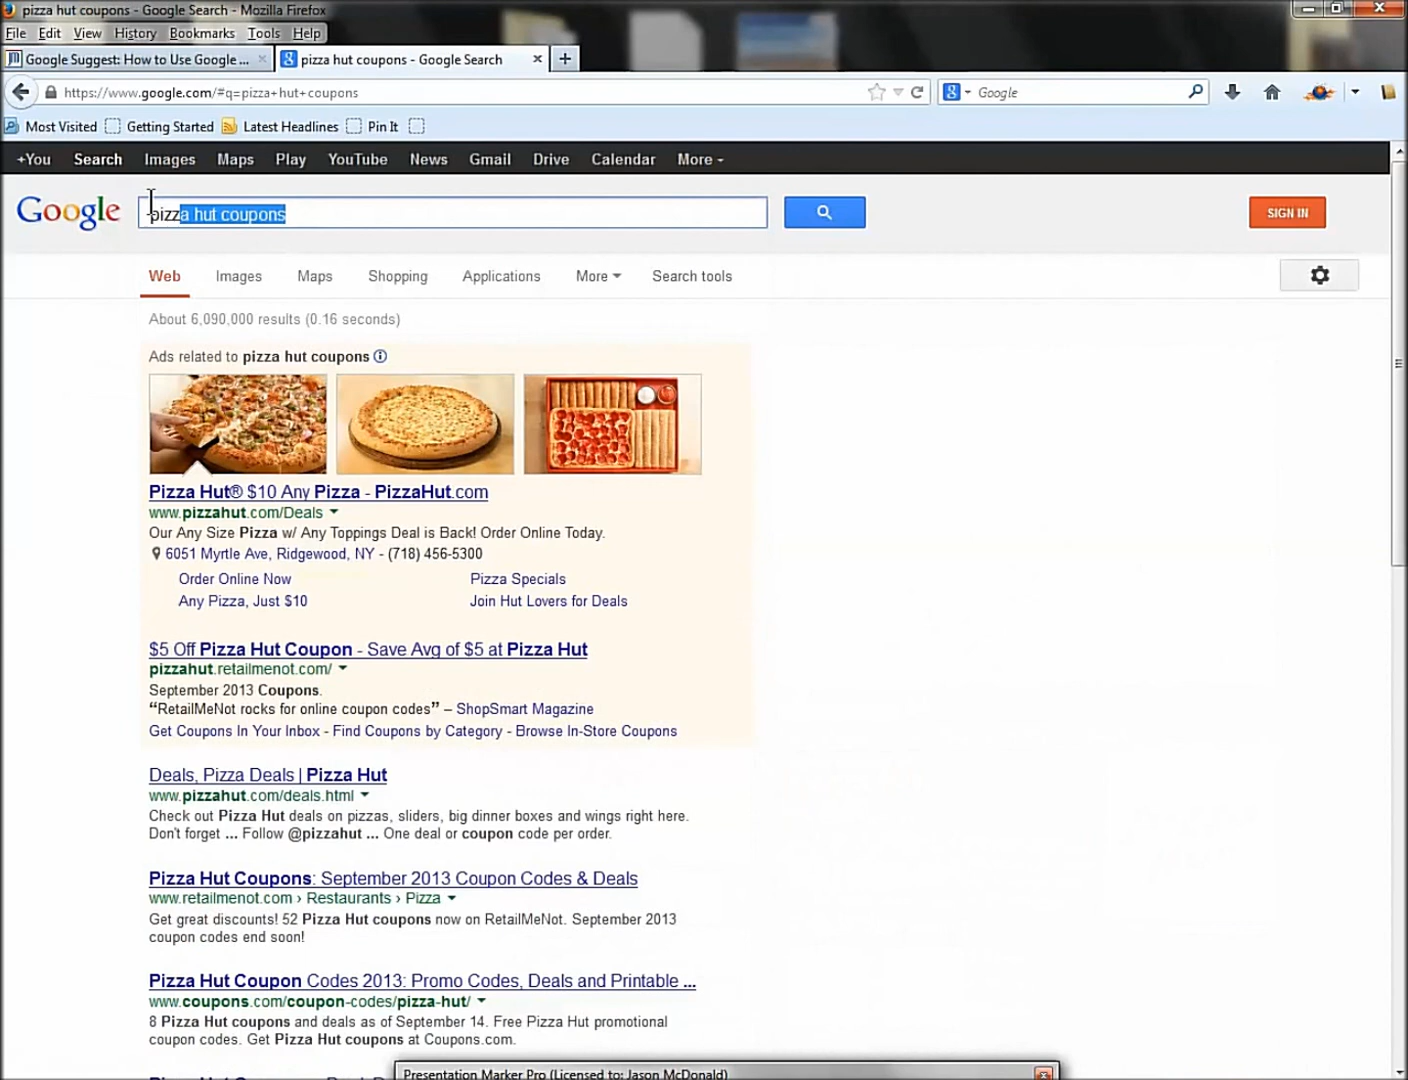 pizza hut coupons - Google Search - Mozilla Firefox
File Edit View History Bookmarks Tools Help
Google Suggest: How to Use Google ...
pizza hut coupons - Google Search
https://www.google.com/#q=pizza+hut+coupons
Google
Most Visited Getting Started Latest Headlines Pin It
+You Search Images Maps Play YouTube News Gmail Drive Calendar More
Google
pizza hut coupons
SIGN IN
Web Images Maps Shopping Applications More Search tools
About 6,090,000 results (0.16 seconds)
Ads related to pizza hut coupons
Pizza Hut® $10 Any Pizza - PizzaHut.com
www.pizzahut.com/Deals
Our Any Size Pizza w/ Any Toppings Deal is Back! Order Online Today.
6051 Myrtle Ave, Ridgewood, NY - (718) 456-5300
Order Online Now Pizza Specials
Any Pizza, Just $10 Join Hut Lovers for Deals
$5 Off Pizza Hut Coupon - Save Avg of $5 at Pizza Hut
pizzahut.retailmenot.com/
September 2013 Coupons.
“RetailMeNot rocks for online coupon codes” – ShopSmart Magazine
Get Coupons In Your Inbox - Find Coupons by Category - Browse In-Store Coupons
Deals, Pizza Deals | Pizza Hut
www.pizzahut.com/deals.html
Check out Pizza Hut deals on pizzas, sliders, big dinner boxes and wings right here.
Don't forget ... Follow @pizzahut ... One deal or coupon code per order.
Pizza Hut Coupons: September 2013 Coupon Codes & Deals
www.retailmenot.com › Restaurants › Pizza
Get great discounts! 52 Pizza Hut coupons now on RetailMeNot. September 2013
coupon codes end soon!
Pizza Hut Coupon Codes 2013: Promo Codes, Deals and Printable ...
www.coupons.com/coupon-codes/pizza-hut/
8 Pizza Hut coupons and deals as of September 14. Free Pizza Hut promotional
coupon codes. Get Pizza Hut coupons at Coupons.com.
Presentation Marker Pro (Licensed to: Jason McDonald)